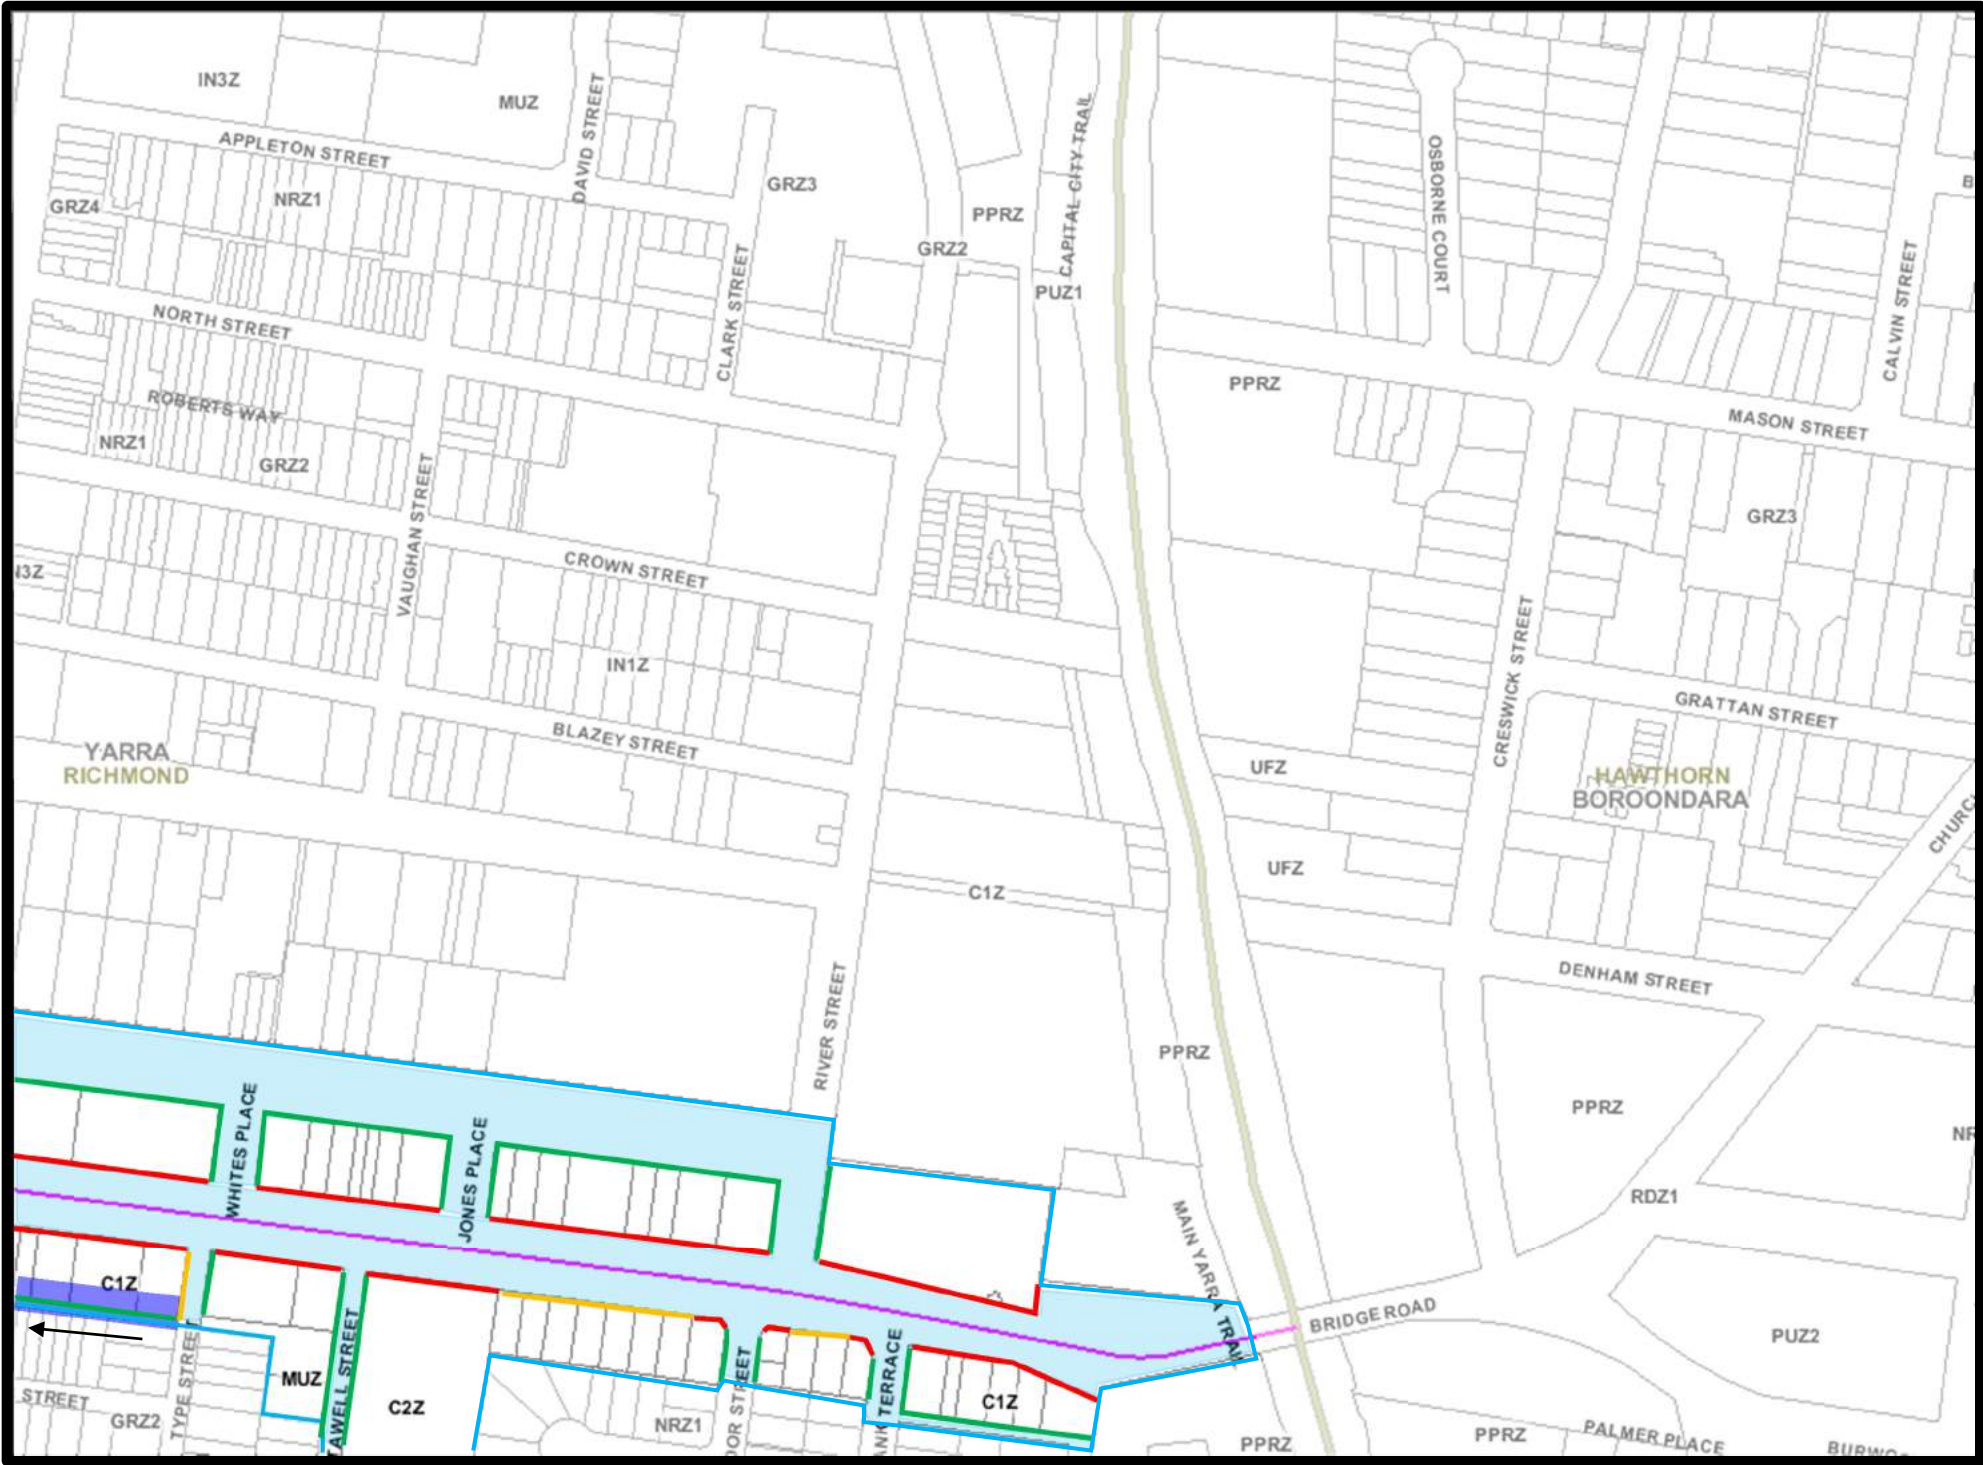 IN3Z
MUZ
DAVID STREET
APPLETON STREET
CAPITAL CITY TRAIL
OSBORNE COURT
GRZ3
NRZ1
GRZ4
PPRZ
GRZ2
PUZ1
CLARK STREET
CALVIN STREET
NORTH STREET
PPRZ
ROBERTS WAY
MASON STREET
NRZ1
GRZ2
VAUGHAN STREET
GRZ3
CROWN STREET
CRESWICK STREET
IN1Z
GRATTAN STREET
BLAZEY STREET
YARRA
RICHMOND
UFZ
HAWTHORN
BOROONDARA
UFZ
C1Z
DENHAM STREET
RIVER STREET
PPRZ
PPRZ
WHITES PLACE
JONES PLACE
RDZ1
MAIN YARRA TRAIL
C1Z
BRIDGE ROAD
PUZ2
MUZ
C2Z
C1Z
STREET
GRZ2
TYPE STREET
TAWELL STREET
NRZ1
STREET
TERRACE
PPRZ
PPRZ
PALMER PLACE